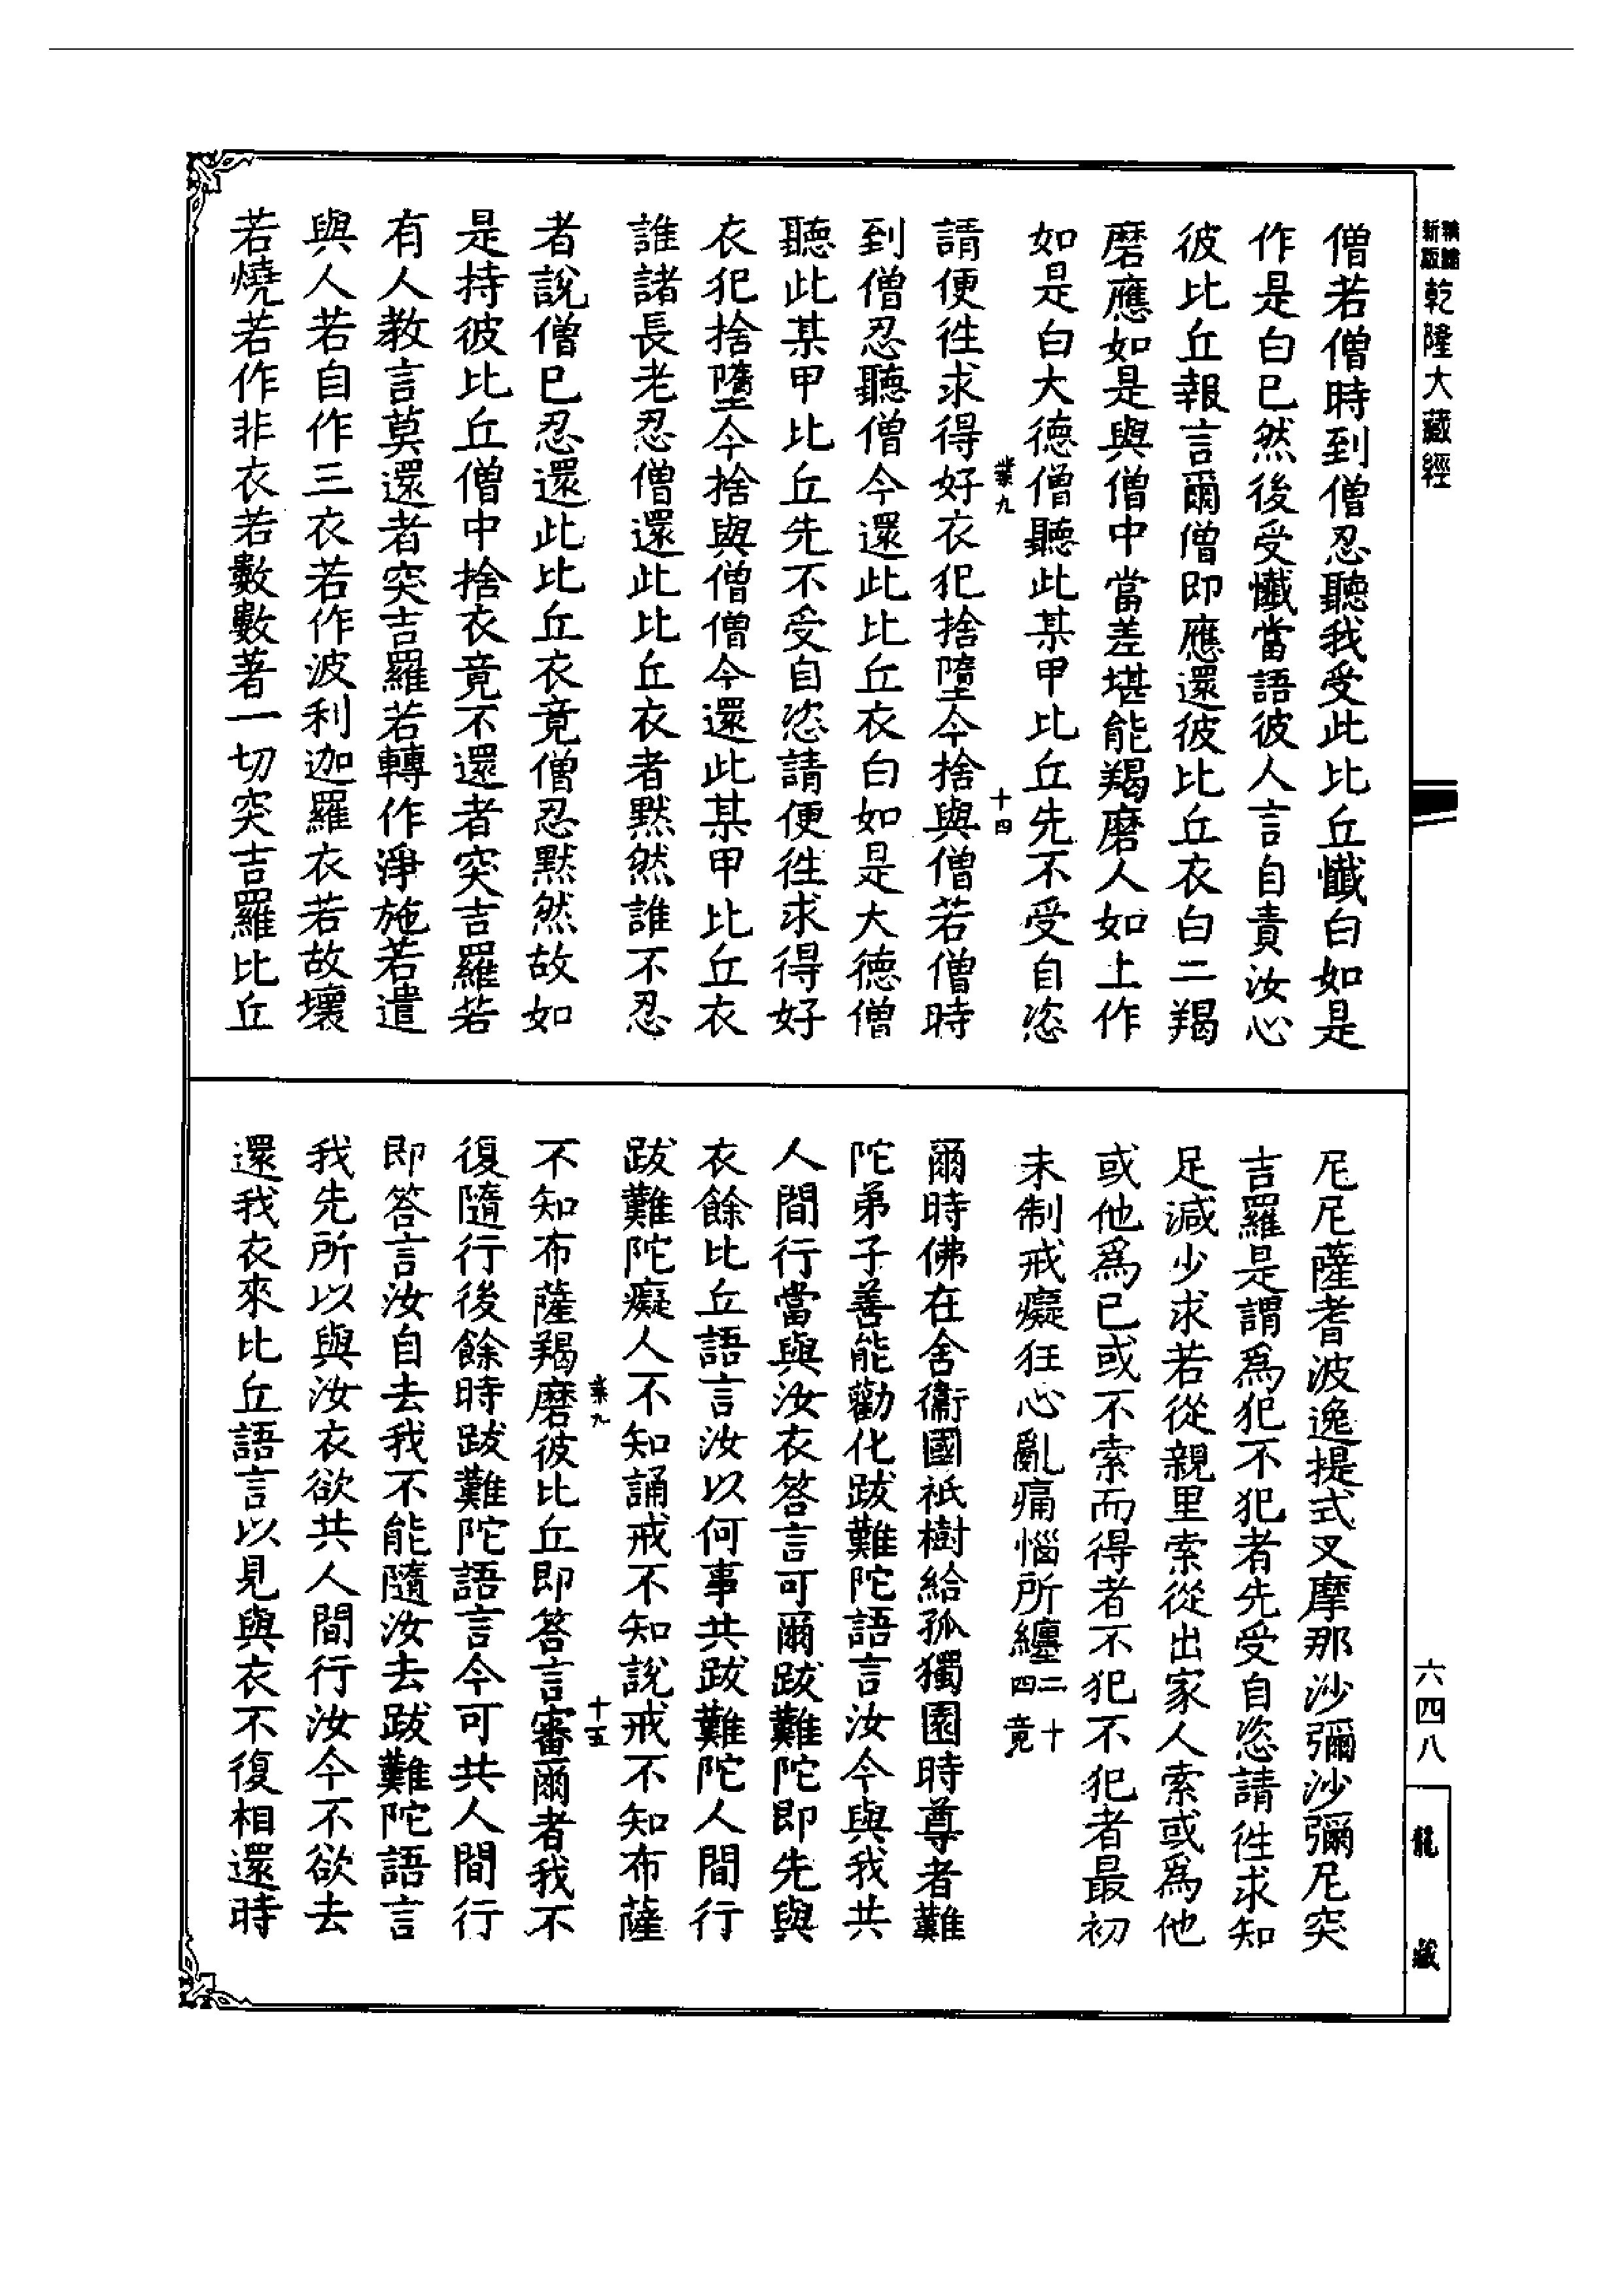 精繕
新版
乾隆大藏經
僧若僧時到僧忍聽我受此比丘懺白如是
作是白已然後受懺當語彼人言自責汝心
彼比丘報言爾僧即應還彼比丘衣白二羯
磨應如是與僧中當差堪能羯磨人如上作
如是白大德僧聽此某甲比丘先不受自恣
業九
十四
請便往求得好衣犯捨墮今捨與僧若僧時
到僧忍聽僧今還此比丘衣白如是大德僧
聽此某甲比丘先不受自恣請便往求得好
衣犯捨墮今捨與僧僧今還此某甲比丘衣
誰諸長老忍僧還此比丘衣者默然誰不忍
者說僧已忍還此比丘衣竟僧忍默然故如
是持彼比丘僧中捨衣竟不還者突吉羅若
有人教言莫還者突吉羅若轉作淨施若遣
與人若自作三衣若作波利迦羅衣若故壞
若燒若作非衣若數數著一切突吉羅比丘
尼尼薩耆波逸提式叉摩那沙彌沙彌尼突
吉羅是謂為犯不犯者先受自恣請往求知
足減少求若從親里索從出家人索或為他
或他為己或不索而得者不犯不犯者最初
未制戒癡狂心亂痛惱所纏二十四竟
爾時佛在舍衞國祇樹給孤獨園時尊者難
陀弟子善能勸化跋難陀語言汝今與我共
人間行當與汝衣答言可爾跋難陀即先與
衣餘比丘語言汝以何事共跋難陀人間行
跋難陀癡人不知誦戒不知說戒不知布薩
業九
十五
不知布薩羯磨彼比丘即答言審爾者我不
復隨行後餘時跋難陀語言今可共人間行
即答言汝自去我不能隨汝去跋難陀語言
我先所以與汝衣欲共人間行汝今不欲去
還我衣來比丘語言以見與衣不復相還時
六四八
龍藏